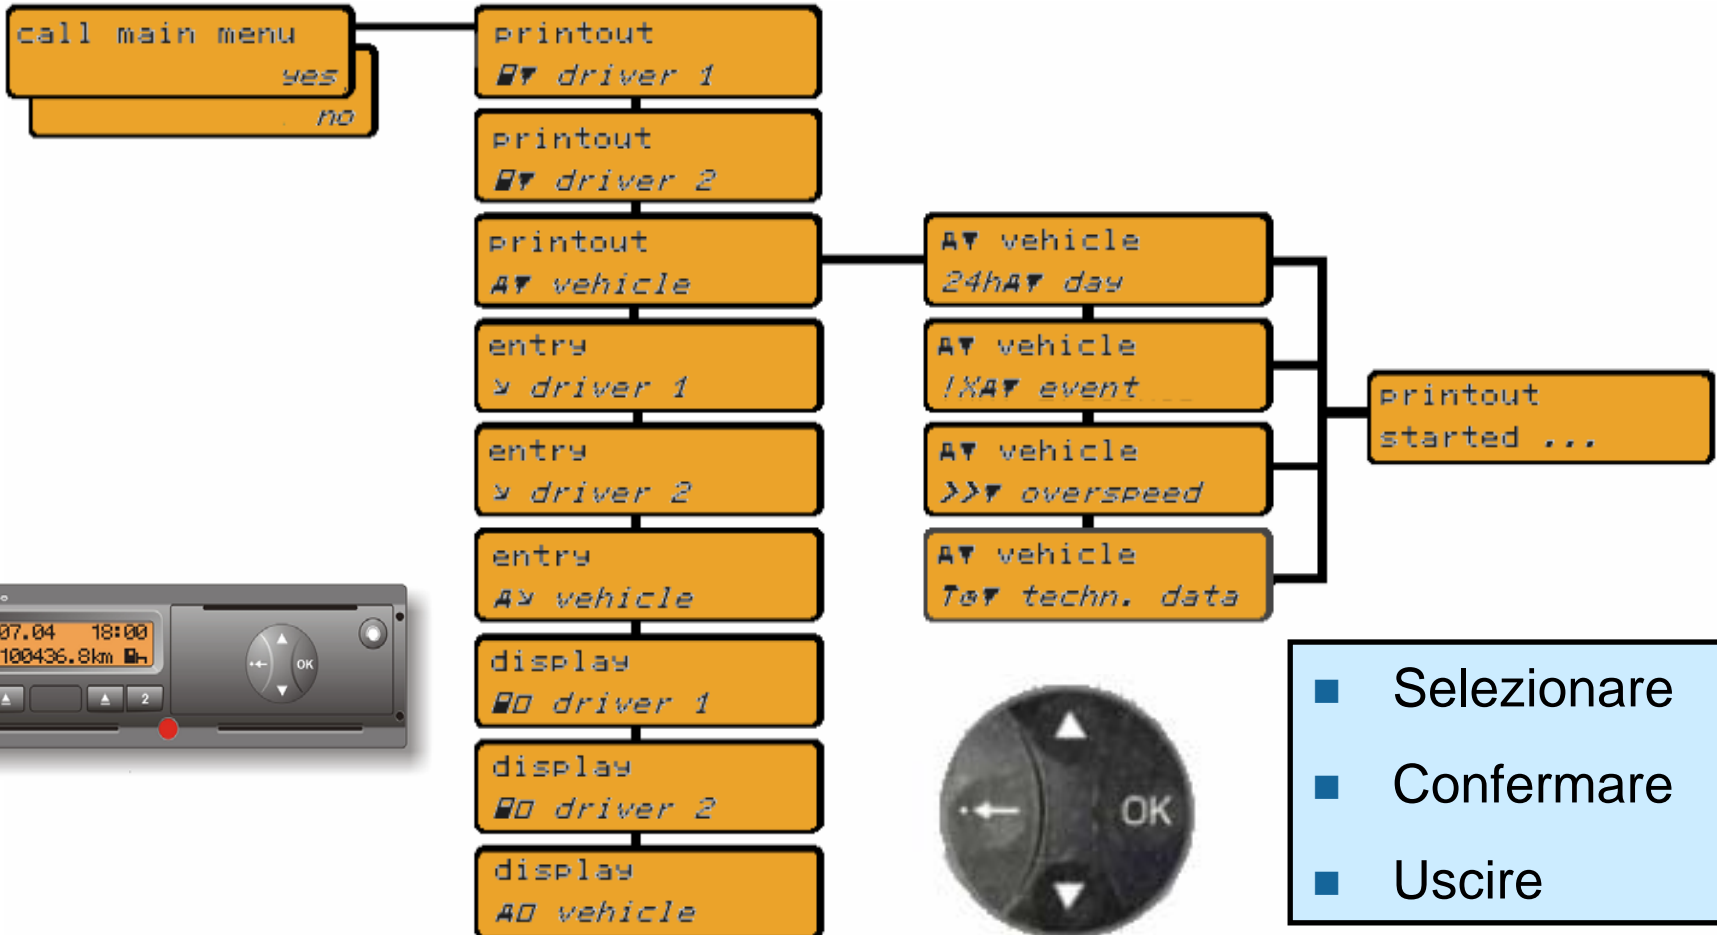 call main menu
yes
no
printout
driver 1
printout
driver 2
printout
vehicle
entry
driver 1
entry
driver 2
entry
vehicle
display
driver 1
display
driver 2
display
vehicle
vehicle
24h day
vehicle
!X event
vehicle
>> overspeed
vehicle
techn. data
printout
started ...
07.04 18:00
100436.8km
2
OK
OK
Selezionare
Confermare
Uscire